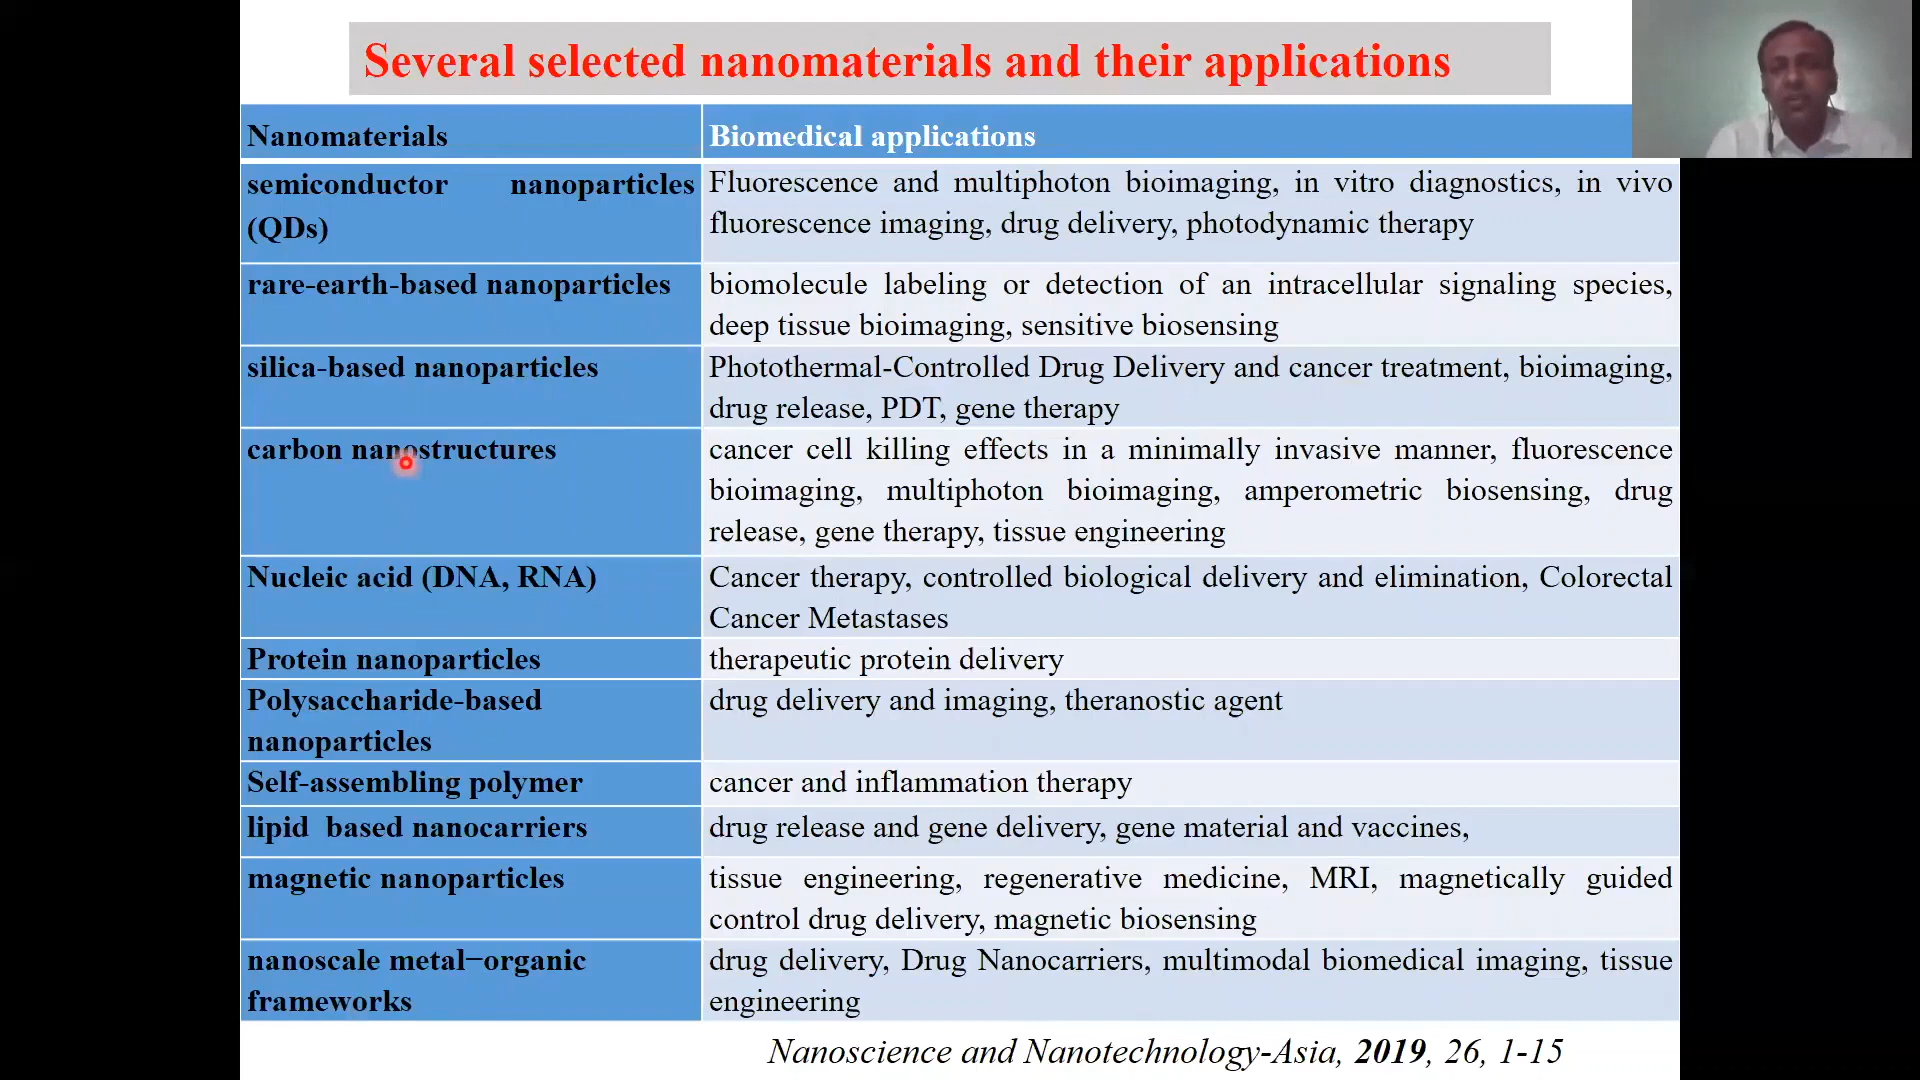 Several selected nanomaterials and their applications
Nanomaterials
Biomedical applications
semiconductor nanoparticles
(QDs)
Fluorescence and multiphoton bioimaging, in vitro diagnostics, in vivo
fluorescence imaging, drug delivery, photodynamic therapy
rare-earth-based nanoparticles
biomolecule labeling or detection of an intracellular signaling species,
deep tissue bioimaging, sensitive biosensing
silica-based nanoparticles
Photothermal-Controlled Drug Delivery and cancer treatment, bioimaging,
drug release, PDT, gene therapy
carbon nanostructures
cancer cell killing effects in a minimally invasive manner, fluorescence
bioimaging, multiphoton bioimaging, amperometric biosensing, drug
release, gene therapy, tissue engineering
Nucleic acid (DNA, RNA)
Cancer therapy, controlled biological delivery and elimination, Colorectal
Cancer Metastases
Protein nanoparticles
therapeutic protein delivery
Polysaccharide-based
nanoparticles
drug delivery and imaging, theranostic agent
Self-assembling polymer
cancer and inflammation therapy
lipid based nanocarriers
drug release and gene delivery, gene material and vaccines,
magnetic nanoparticles
tissue engineering, regenerative medicine, MRI, magnetically guided
control drug delivery, magnetic biosensing
nanoscale metal−organic
frameworks
drug delivery, Drug Nanocarriers, multimodal biomedical imaging, tissue
engineering
Nanoscience and Nanotechnology-Asia, 2019, 26, 1-15